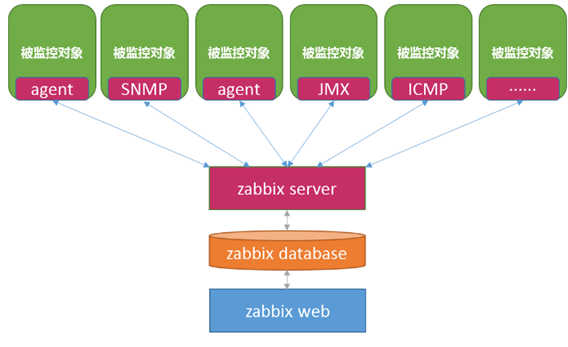 被监控对象
被监控对象
被监控对象
被监控对象
被监控对象
被监控对象
agent
SNMP
agent
JMX
ICMP
......
zabbix server
zabbix database
zabbix web